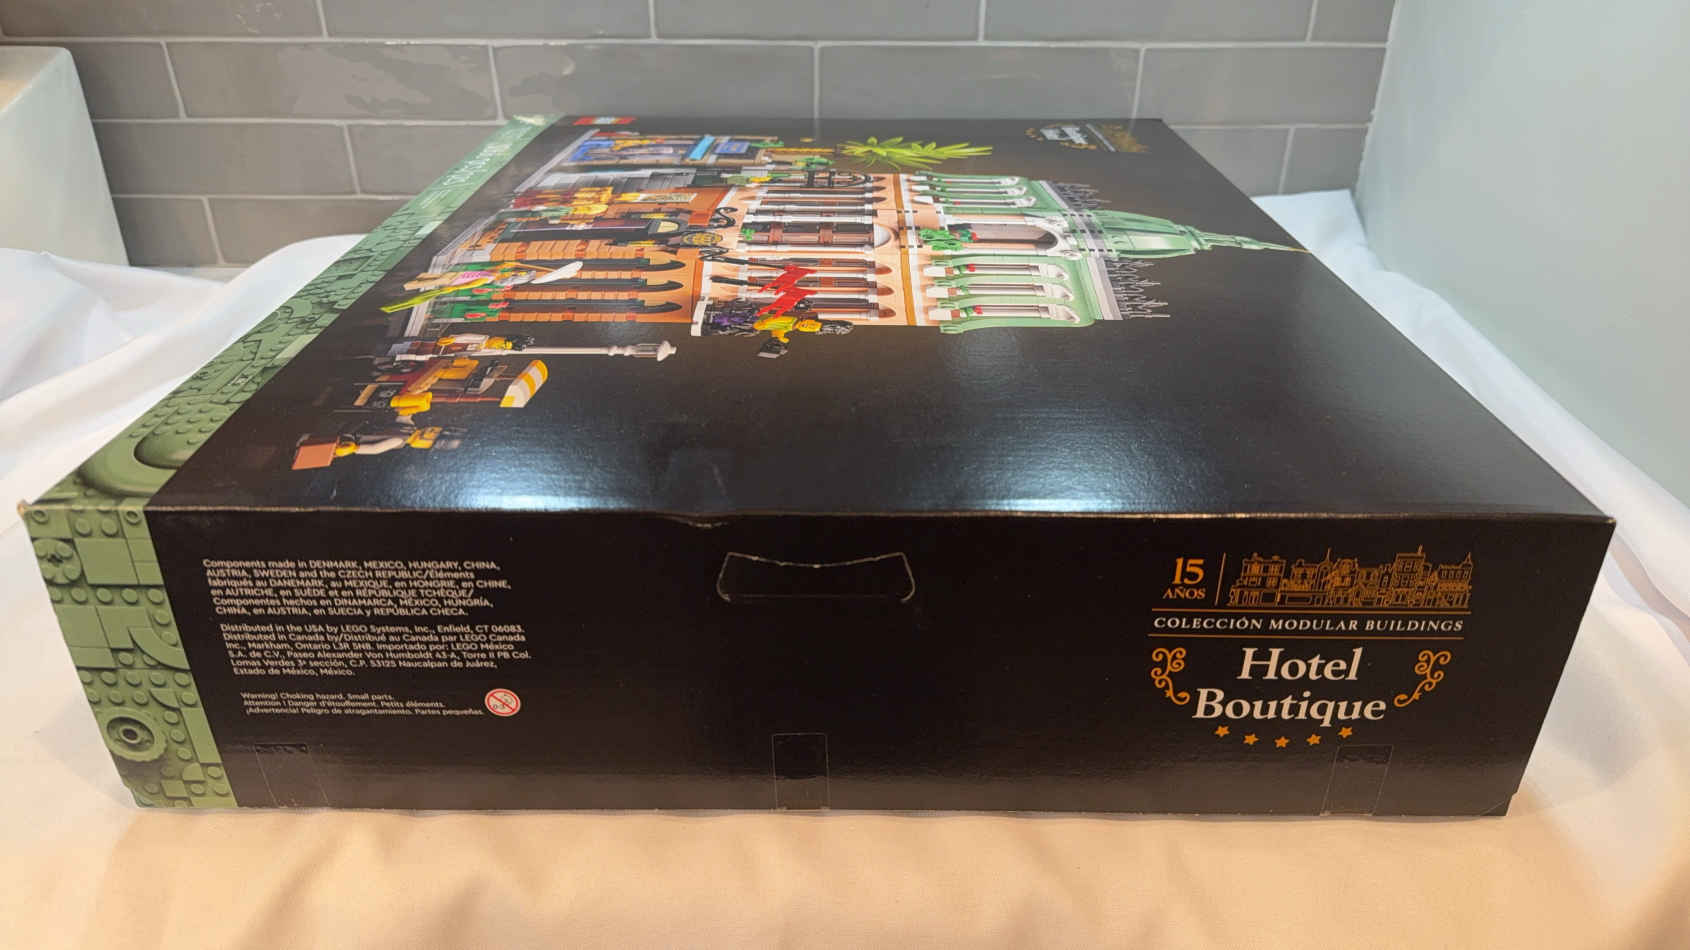 Components made in DENMARK, MEXICO, HUNGARY, CHINA,
AUSTRIA, SWEDEN and the CZECH REPUBLIC/Éléments
fabriqués au DANEMARK, au MEXIQUE, en HONGRIE, en CHINE,
en AUTRICHE, en SUÈDE et en RÉPUBLIQUE TCHÈQUE/
Componentes hechos en DINAMARCA, MÉXICO, HUNGRÍA,
CHINA, en AUSTRIA, en SUECIA y REPÚBLICA CHECA.
Distributed in the USA by LEGO Systems, Inc., Enfield, CT 06083.
Distributed in Canada by/Distribué au Canada par LEGO Canada
Inc., Markham, Ontario L3R 5N8. Importado por: LEGO México
S.A. de C.V., Paseo Alexander Von Humboldt 43-A, Torre II PB Col.
Lomas Verdes 3ª sección, C.P. 53125 Naucalpan de Juárez,
Estado de México, México.
Warning! Choking hazard. Small parts.
Attention ! Danger d'étouffement. Petits éléments.
¡Advertencia! Peligro de atragantamiento. Partes pequeñas.
0-3
15
AÑOS
COLECCIÓN MODULAR BUILDINGS
Hotel
Boutique